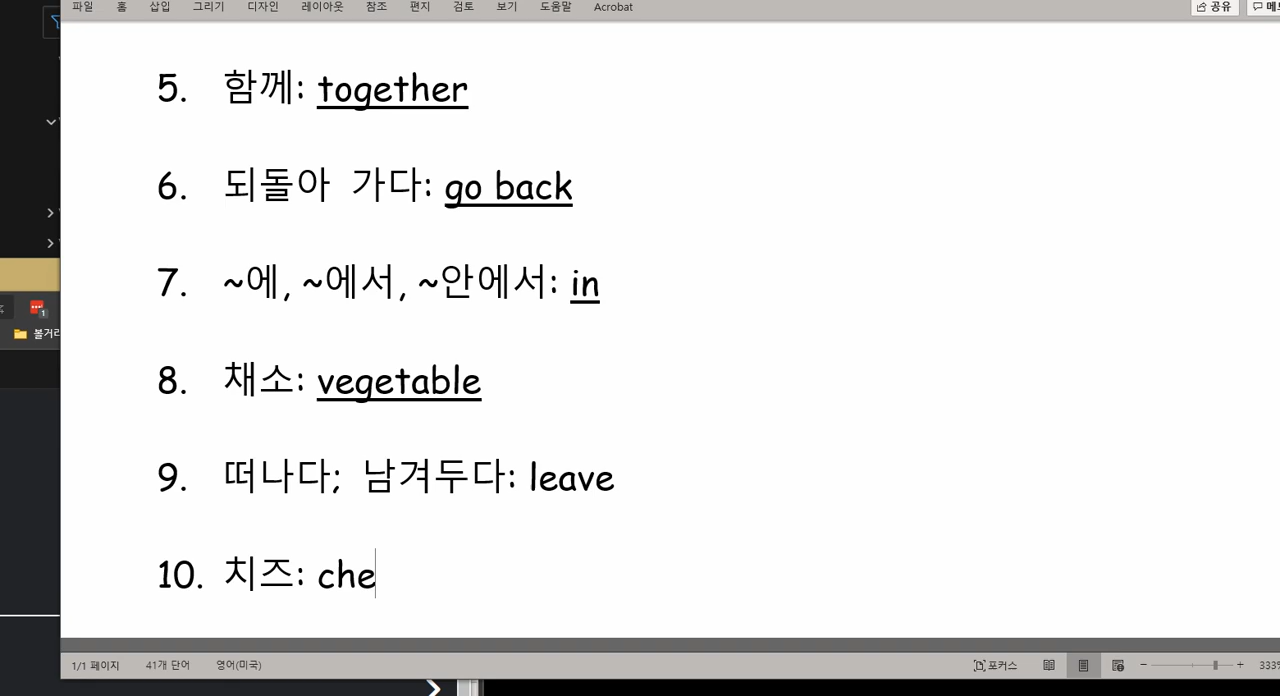 파일 홈 삽입 그리기 디자인 레이아웃 참조 편지 검토 보기 도움말 Acrobat 공유
5. 함께: together
6. 되돌아 가다: go back
7. ~에, ~에서, ~안에서: in
볼거리
8. 채소: vegetable
9. 떠나다; 남겨두다: leave
10. 치즈: che
1/1 페이지 41개 단어 영어(미국) 포커스 333%